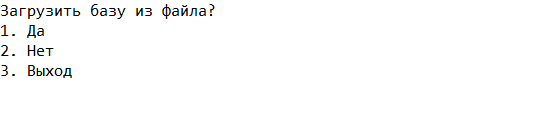 Загрузить базу из файла?
1. Да
2. Нет
3. Выход